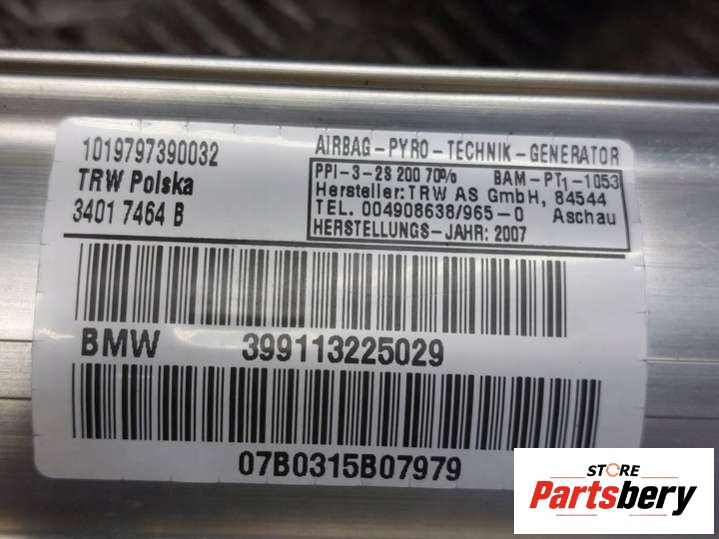 1019797390032
TRW Polska
3401 7464 B
AIRBAG-PYRO-TECHNIK-GENERATOR
PPI-3-2S 200 70% BAM-PT1-1053
Hersteller: TRW AS GmbH, 84544
TEL. 004908638/965-0 Aschau
HERSTELLUNGS-JAHR: 2007
BMW 399113225029
07B0315B07979
STORE
Partsbery